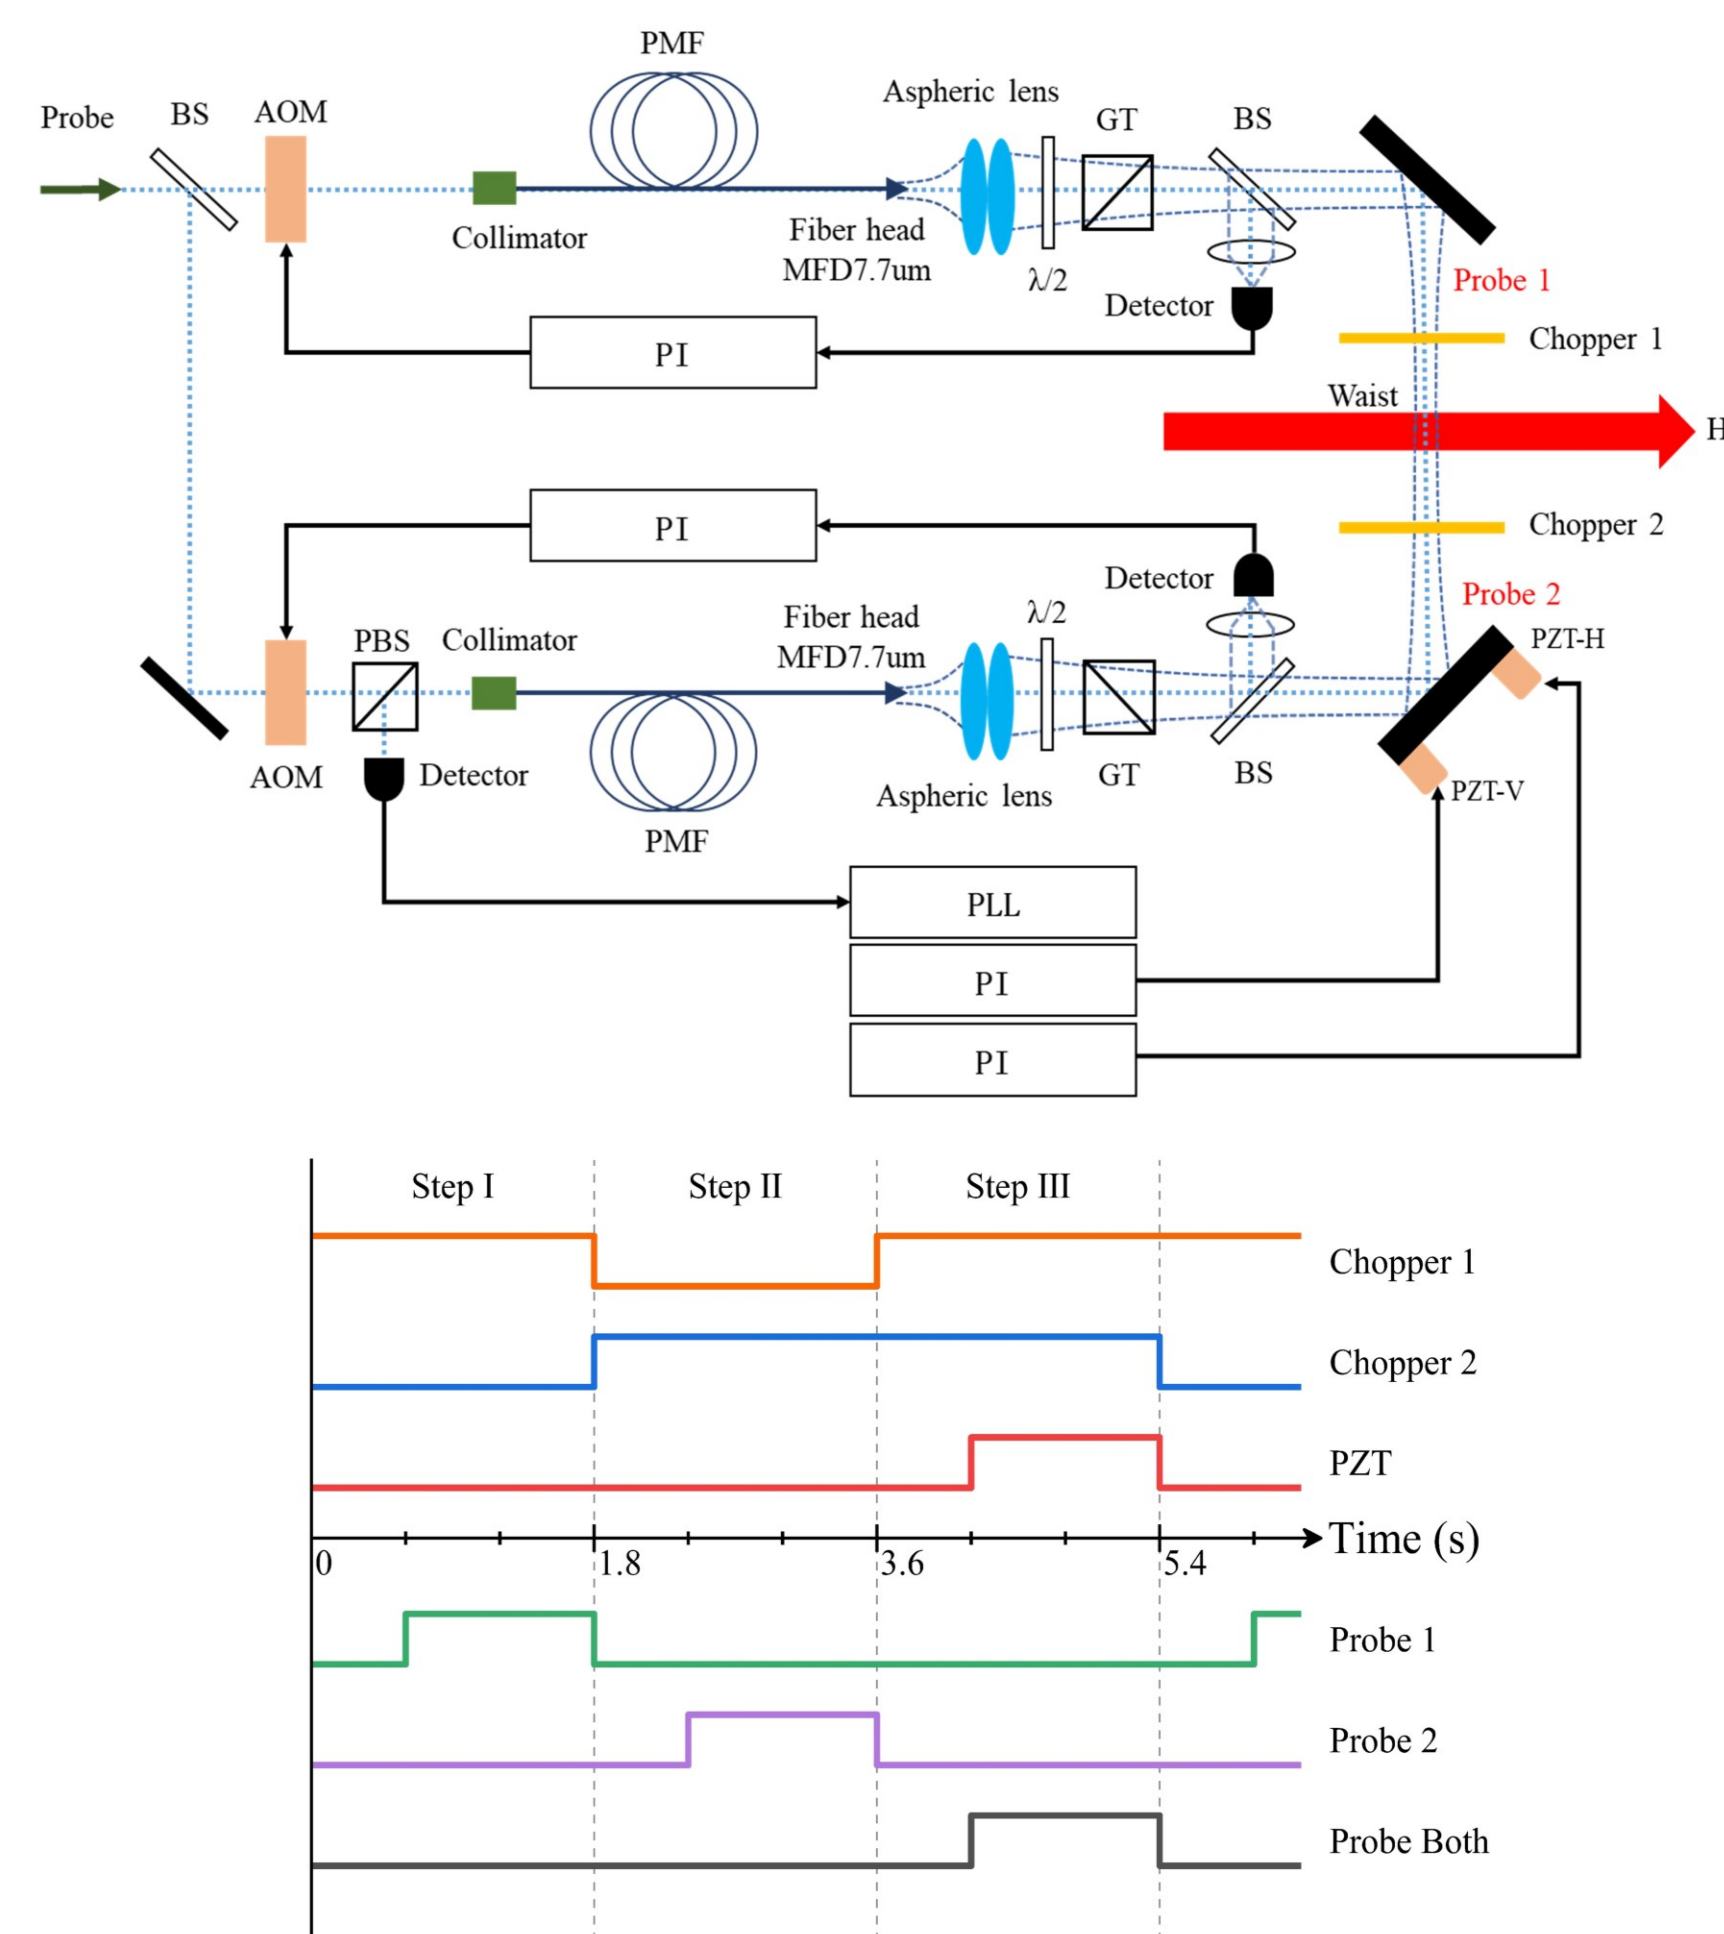 PMF
Probe
BS
AOM
Aspheric lens
GT
BS
Collimator
Fiber head
MFD7.7um
λ/2
Detector
Probe 1
PI
Chopper 1
Waist
H
PI
Chopper 2
Detector
Probe 2
PBS
Collimator
Fiber head
MFD7.7um
λ/2
PZT-H
AOM
Detector
PMF
Aspheric lens
GT
BS
PZT-V
PLL
PI
PI
Step I
Step II
Step III
Chopper 1
Chopper 2
PZT
Time (s)
0
1.8
3.6
5.4
Probe 1
Probe 2
Probe Both